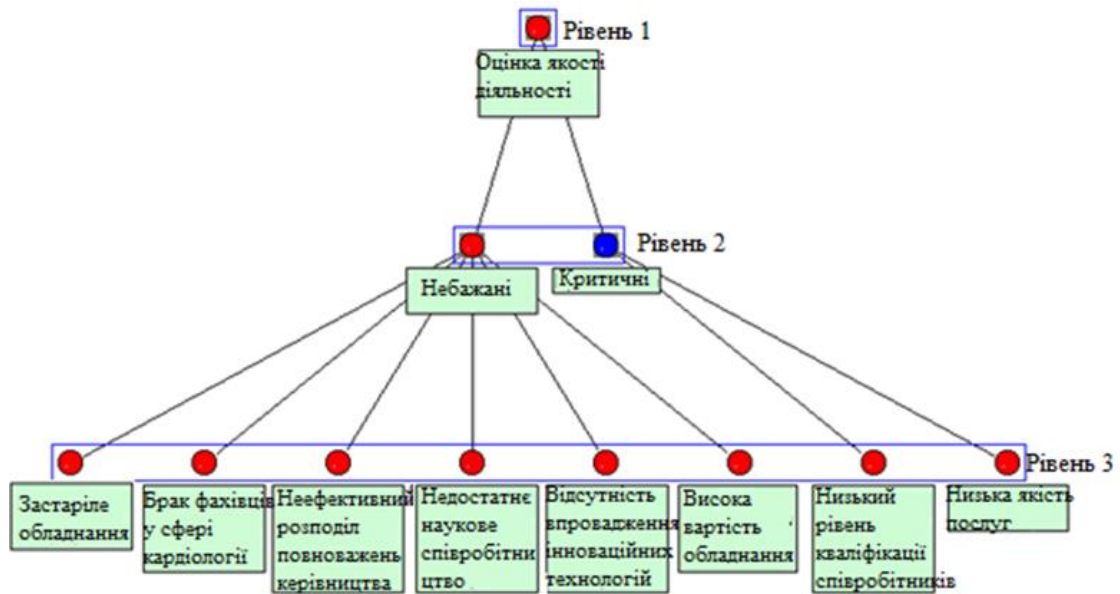 Рівень 1
Оцінка якості
діяльності
Рівень 2
Небажані
Критичні
Рівень 3
Застаріле
обладнання
Брак фахівців
у сфері
кардіології
Неефективний
розподіл
повноважень
керівництва
Недостатнє
наукове
співробітни
цтво
Відсутність
впровадження
інноваційних
технологій
Висока
вартість
обладнання
Низький
рівень
кваліфікації
співробітників
Низька якість
послуг